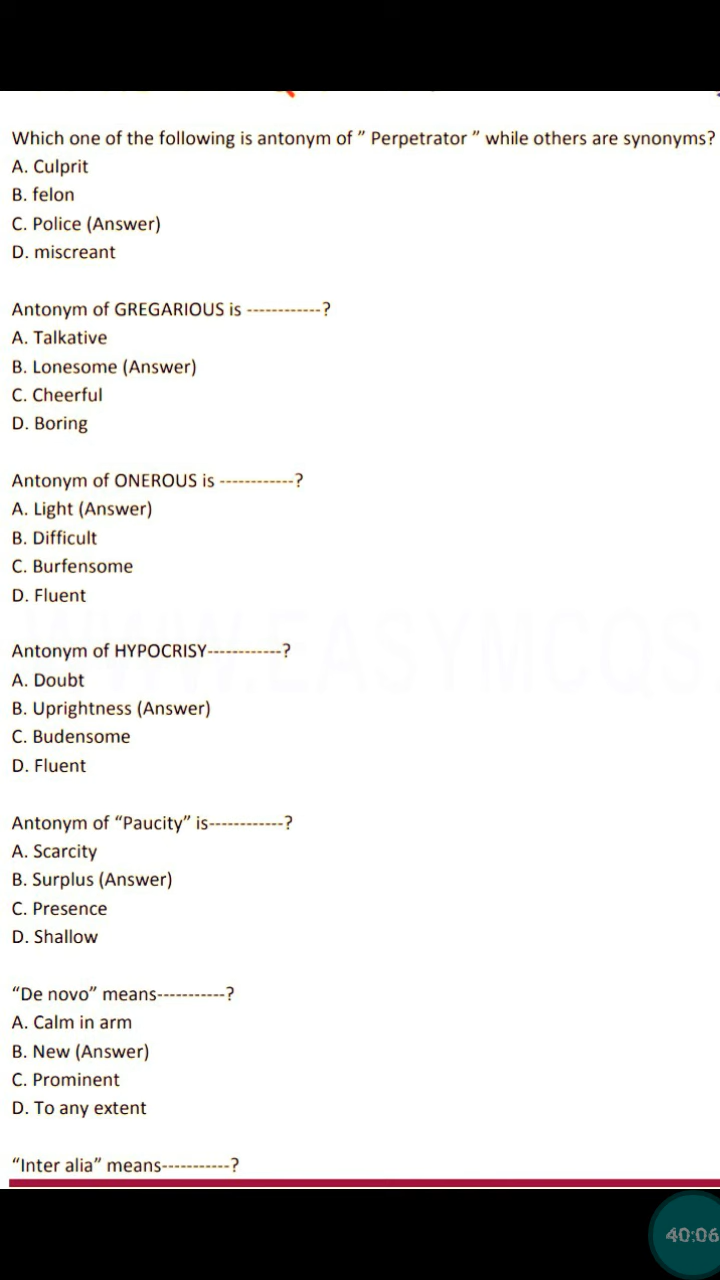 Which one of the following is antonym of ” Perpetrator ” while others are synonyms?
A. Culprit
B. felon
C. Police (Answer)
D. miscreant
Antonym of GREGARIOUS is ------------?
A. Talkative
B. Lonesome (Answer)
C. Cheerful
D. Boring
Antonym of ONEROUS is ------------?
A. Light (Answer)
B. Difficult
C. Burfensome
D. Fluent
WWW.EASYMCQS.
Antonym of HYPOCRISY------------?
A. Doubt
B. Uprightness (Answer)
C. Budensome
D. Fluent
Antonym of “Paucity” is------------?
A. Scarcity
B. Surplus (Answer)
C. Presence
D. Shallow
“De novo” means-----------?
A. Calm in arm
B. New (Answer)
C. Prominent
D. To any extent
“Inter alia” means-----------?
40:06